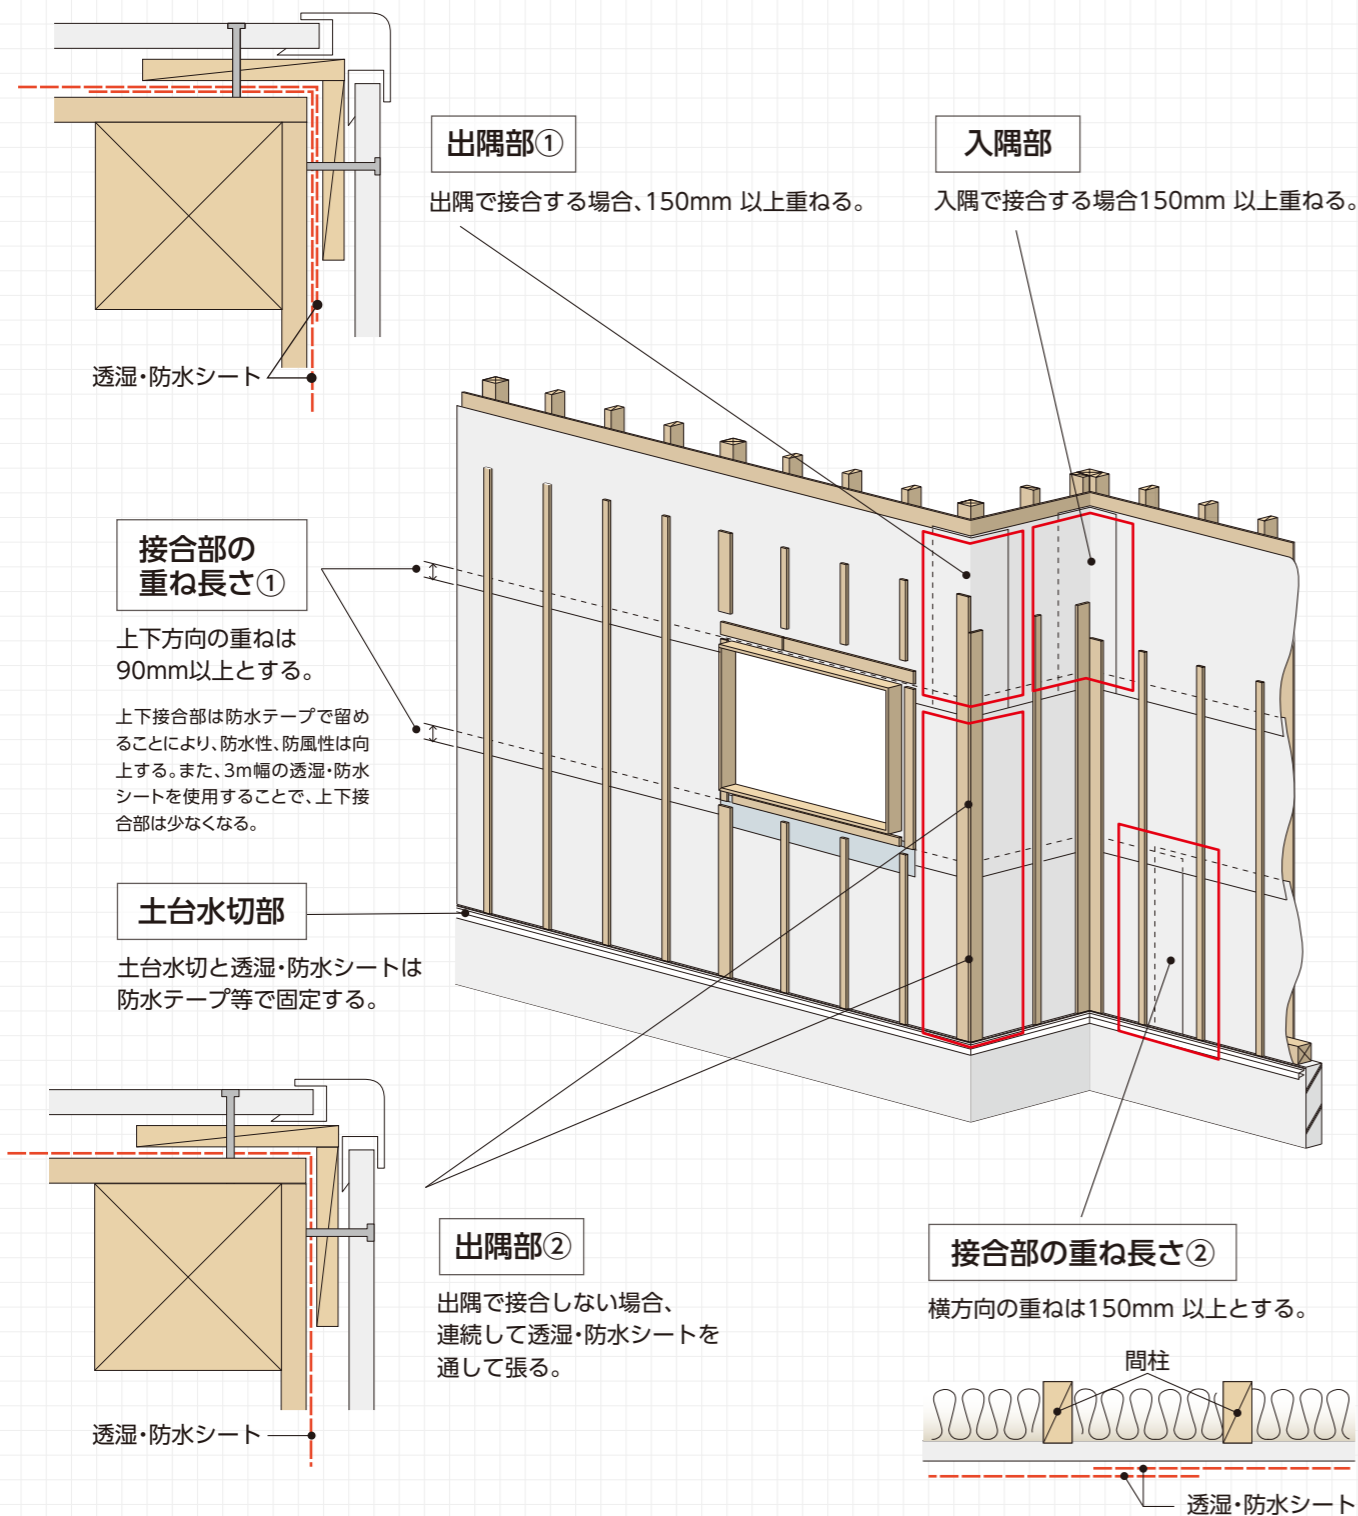 出隅部①
出隅で接合する場合、150mm 以上重ねる。
入隅部
入隅で接合する場合150mm 以上重ねる。
透湿・防水シート
接合部の
重ね長さ①
上下方向の重ねは
90mm以上とする。
上下接合部は防水テープで留め
ることにより、防水性、防風性は向
上する。また、3m幅の透湿・防水
シートを使用することで、上下接
合部は少なくなる。
土台水切部
土台水切と透湿・防水シートは
防水テープ等で固定する。
出隅部②
出隅で接合しない場合、
連続して透湿・防水シートを
通して張る。
透湿・防水シート
接合部の重ね長さ②
横方向の重ねは150mm 以上とする。
間柱
透湿・防水シート